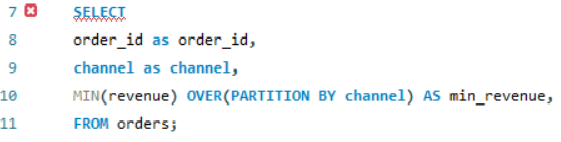 7 SELECT
8 order_id as order_id,
9 channel as channel,
10 MIN(revenue) OVER(PARTITION BY channel) AS min_revenue,
11 FROM orders;